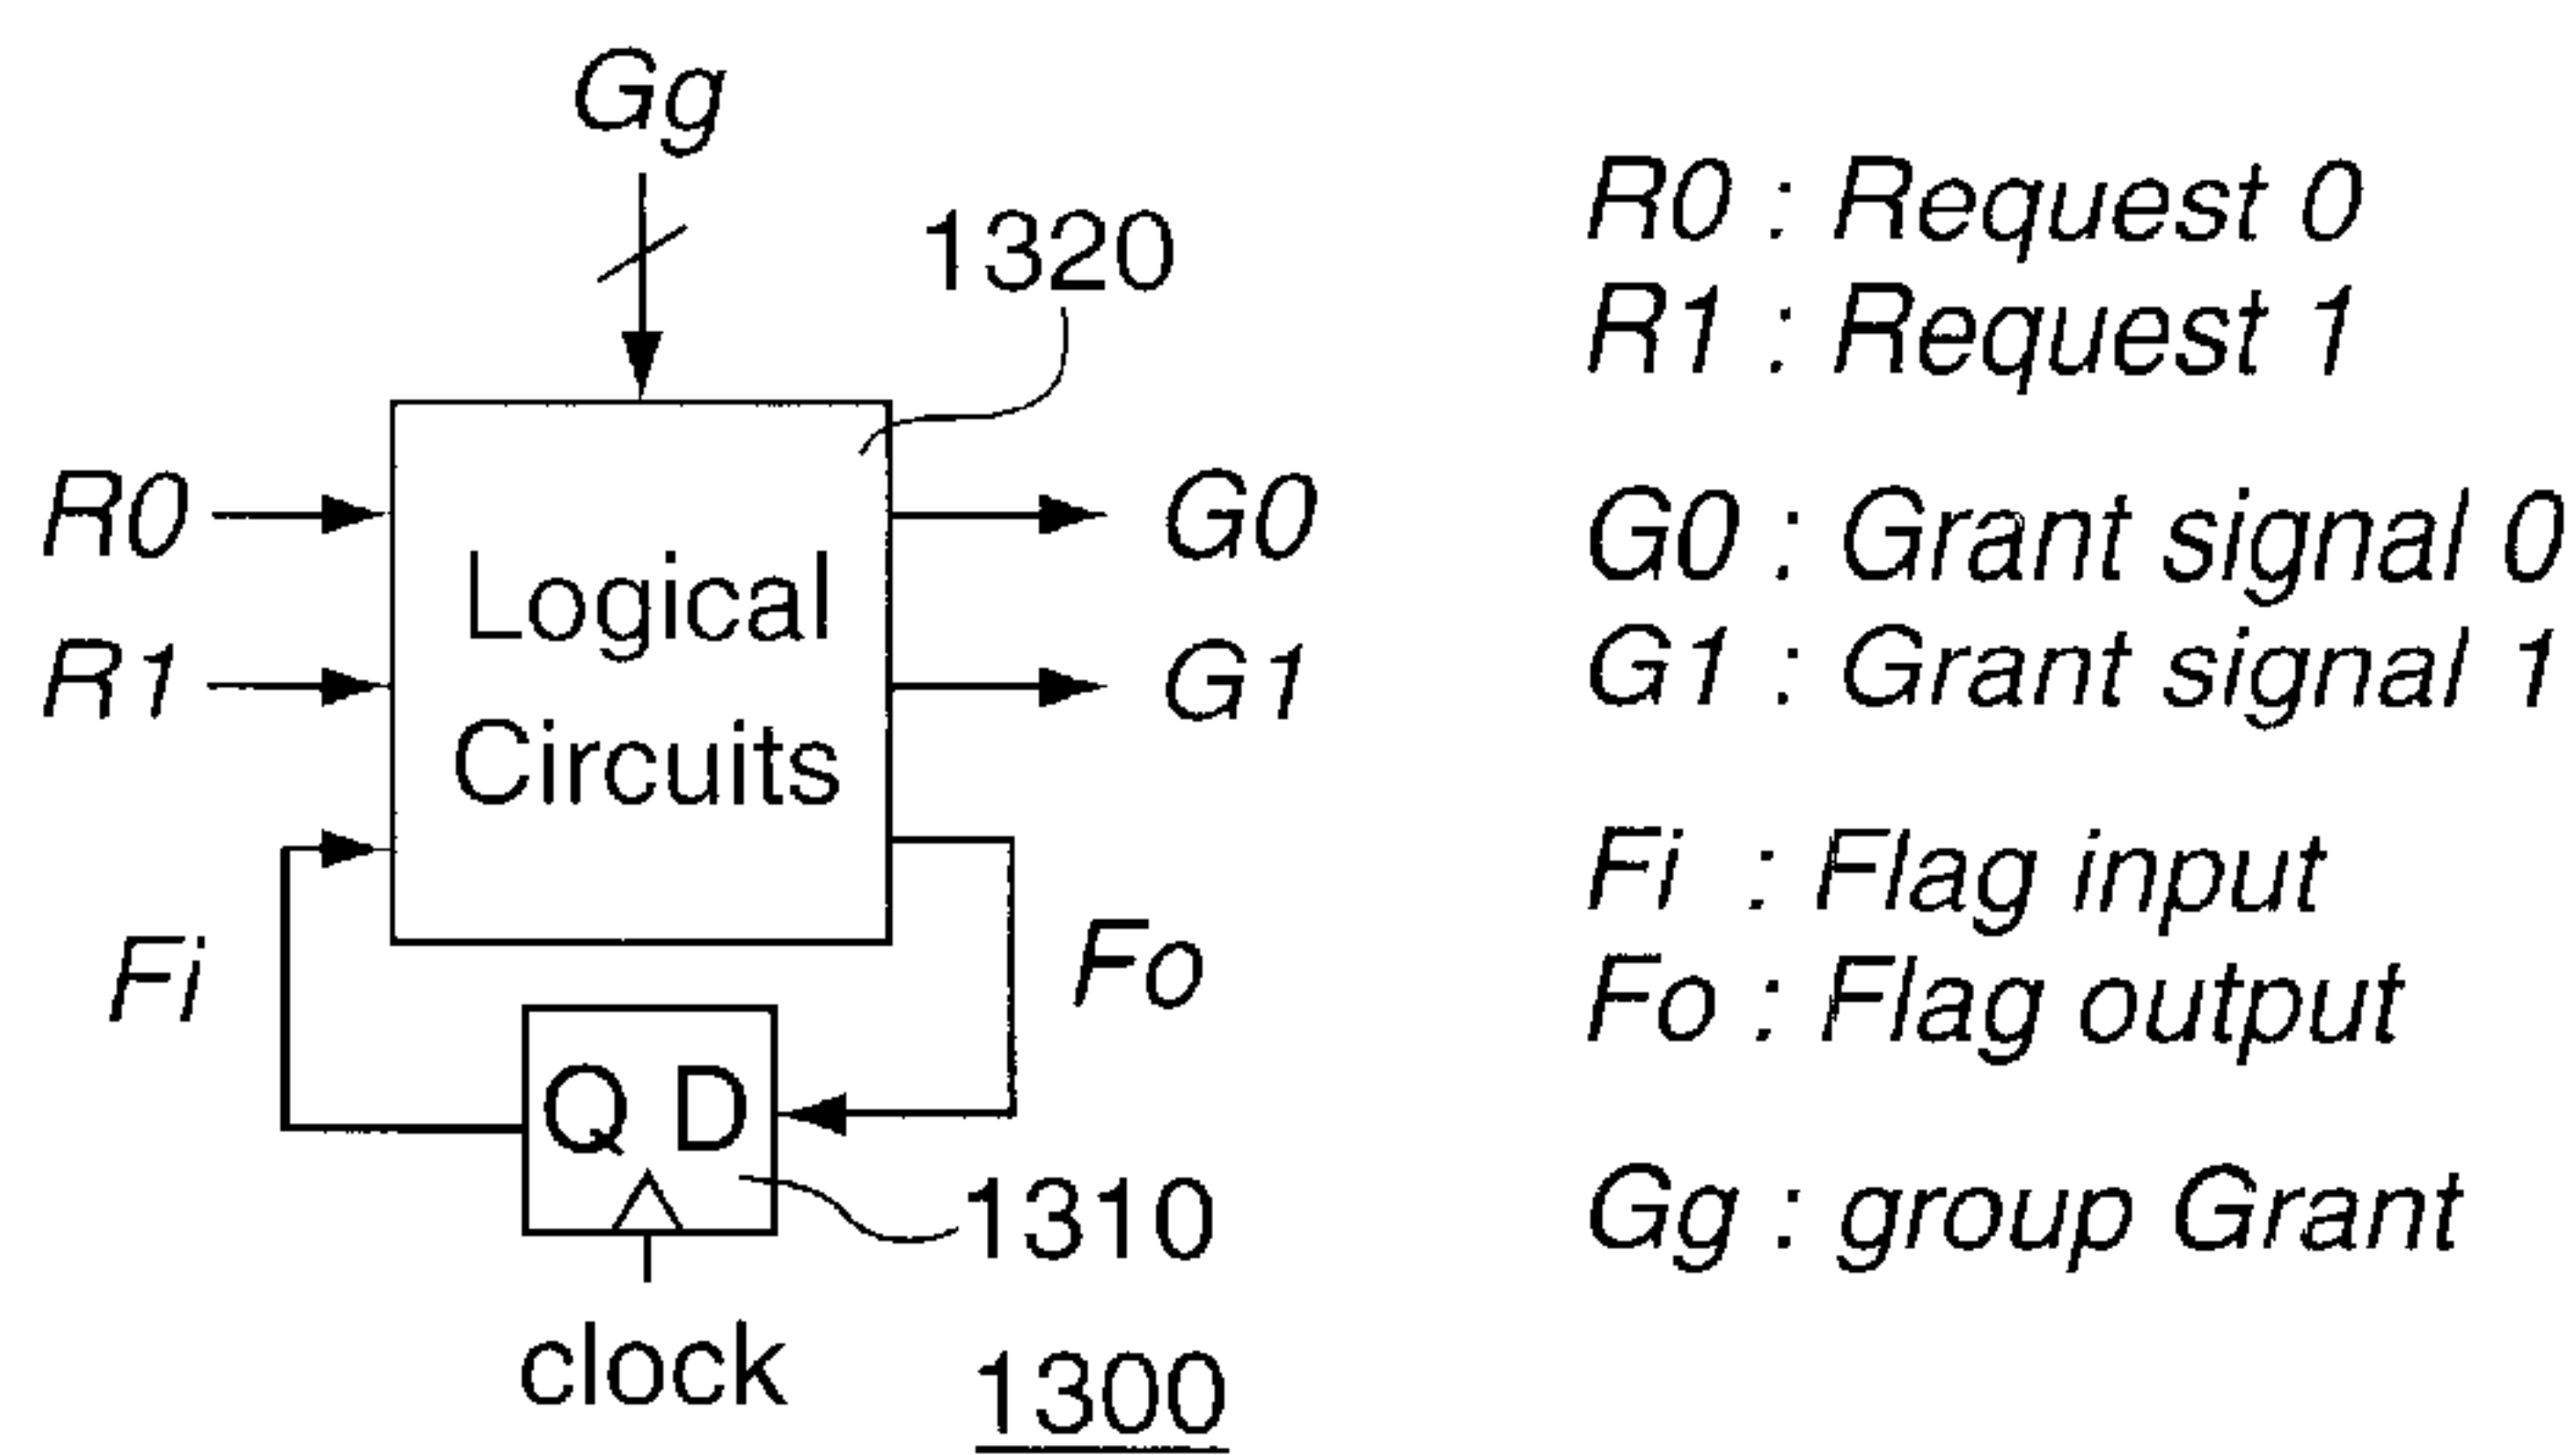 Gg
1320
R0
R1
Logical
Circuits
G0
G1
Fi
Fo
Q D
1310
clock
1300
R0 : Request 0
R1 : Request 1
G0 : Grant signal 0
G1 : Grant signal 1
Fi : Flag input
Fo : Flag output
Gg : group Grant